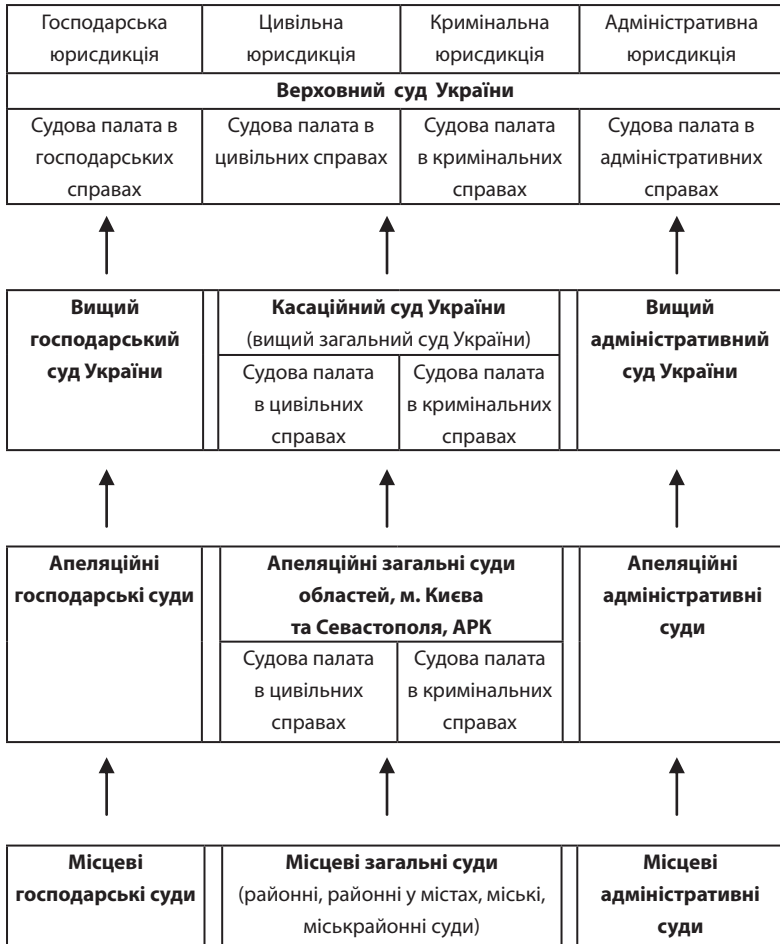 Господарська юрисдикція
Цивільна юрисдикція
Кримінальна юрисдикція
Адміністративна юрисдикція
Верховний суд України
Судова палата в
господарських
справах
Судова палата в
цивільних справах
Судова палата
в кримінальних
справах
Судова палата в
адміністративних
справах
Вищий
господарський
суд України
Касаційний суд України
(вищий загальний суд України)
Судова палата
в цивільних
справах
Судова палата
в кримінальних
справах
Вищий
адміністративний
суд України
Апеляційні
господарські суди
Апеляційні загальні суди
областей, м. Києва
та Севастополя, АРК
Судова палата
в цивільних
справах
Судова палата
в кримінальних
справах
Апеляційні
адміністративні
суди
Місцеві
господарські суди
Місцеві загальні суди
(районні, районні у містах, міські,
міськрайонні суди)
Місцеві
адміністративні
суди